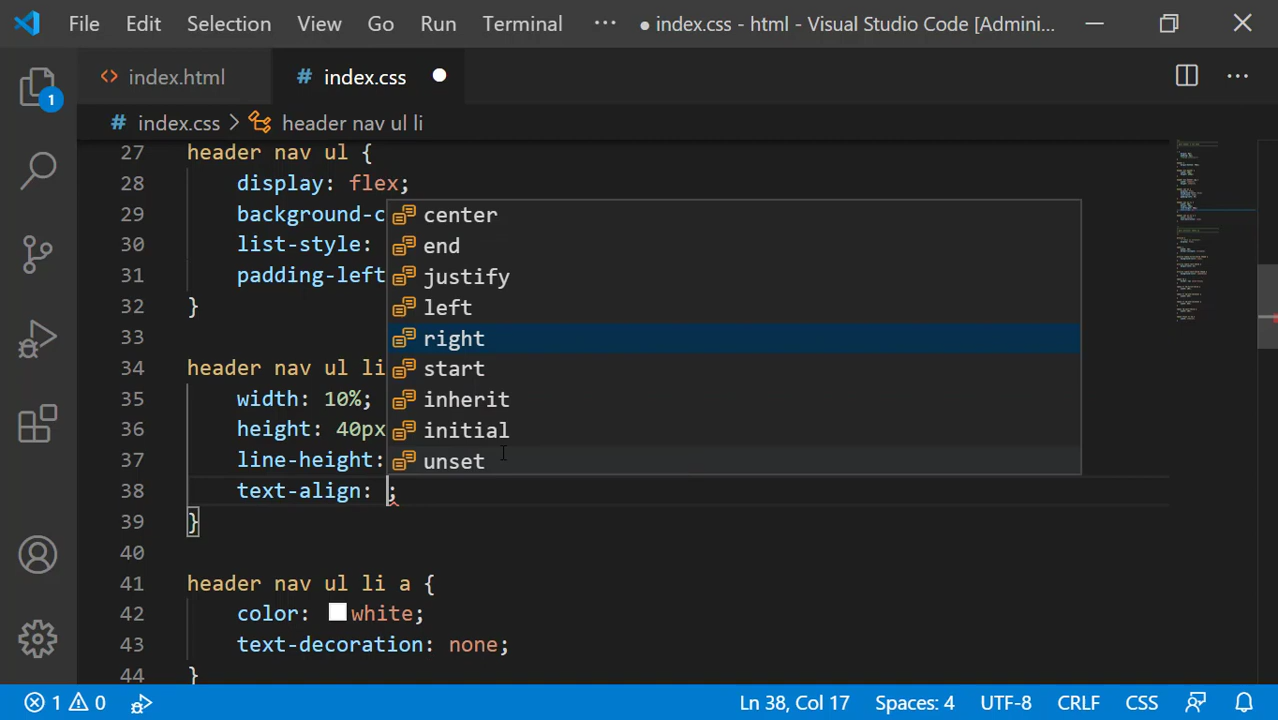 File Edit Selection View Go Run Terminal ··· ● index.css - html - Visual Studio Code [Admini...
index.html # index.css
# index.css > header nav ul li
1
27 header nav ul {
28 display: flex;
29 background-c
30 list-style:
31 padding-left
32 }
33
34 header nav ul li
35 width: 10%;
36 height: 40px
37 line-height:
38 text-align: ;
39 }
40
41 header nav ul li a {
42 color: white;
43 text-decoration: none;
44 }
center
end
justify
left
right
start
inherit
initial
unset
1 0 Ln 38, Col 17 Spaces: 4 UTF-8 CRLF CSS